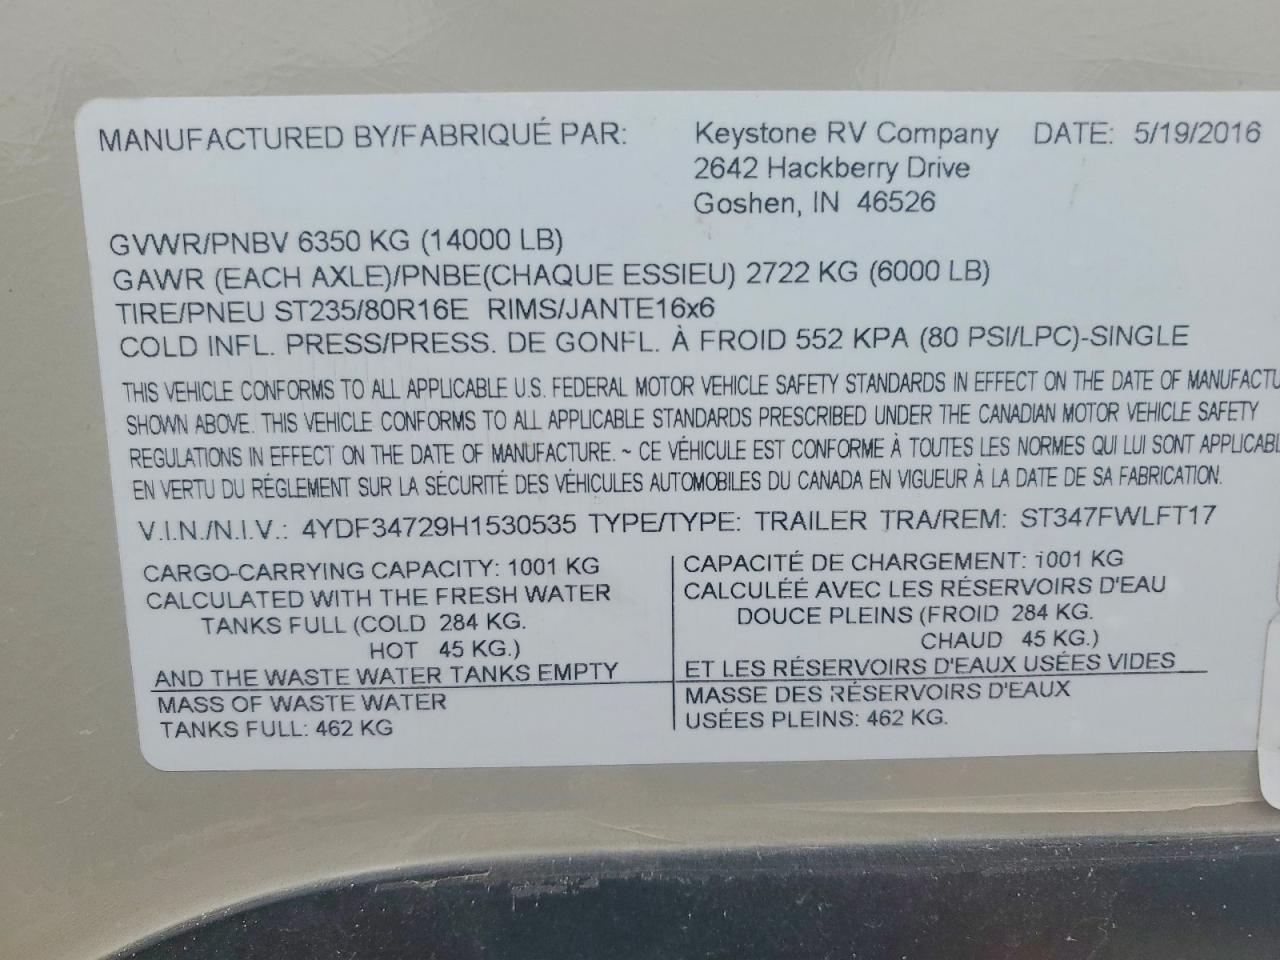 MANUFACTURED BY/FABRIQUÉ PAR: Keystone RV Company DATE: 5/19/2016
2642 Hackberry Drive
Goshen, IN 46526
GVWR/PNBV 6350 KG (14000 LB)
GAWR (EACH AXLE)/PNBE(CHAQUE ESSIEU) 2722 KG (6000 LB)
TIRE/PNEU ST235/80R16E RIMS/JANTE16x6
COLD INFL. PRESS/PRESS. DE GONFL. À FROID 552 KPA (80 PSI/LPC)-SINGLE
THIS VEHICLE CONFORMS TO ALL APPLICABLE U.S. FEDERAL MOTOR VEHICLE SAFETY STANDARDS IN EFFECT ON THE DATE OF MANUFACTU
SHOWN ABOVE. THIS VEHICLE CONFORMS TO ALL APPLICABLE STANDARDS PRESCRIBED UNDER THE CANADIAN MOTOR VEHICLE SAFETY
REGULATIONS IN EFFECT ON THE DATE OF MANUFACTURE. ~ CE VÉHICULE EST CONFORME À TOUTES LES NORMES QUI LUI SONT APPLICABL
EN VERTU DU RÉGLEMENT SUR LA SÉCURITÉ DES VÉHICULES AUTOMOBILES DU CANADA EN VIGUEUR À LA DATE DE SA FABRICATION.
V.I.N./N.I.V.: 4YDF34729H1530535 TYPE/TYPE: TRAILER TRA/REM: ST347FWLFT17
CARGO-CARRYING CAPACITY: 1001 KG
CALCULATED WITH THE FRESH WATER
TANKS FULL (COLD 284 KG.
HOT 45 KG.)
AND THE WASTE WATER TANKS EMPTY
MASS OF WASTE WATER
TANKS FULL: 462 KG
CAPACITÉ DE CHARGEMENT: 1001 KG
CALCULÉÉ AVEC LES RÉSERVOIRS D'EAU
DOUCE PLEINS (FROID 284 KG.
CHAUD 45 KG.)
ET LES RÉSERVOIRS D'EAUX USÉES VIDES
MASSE DES RÉSERVOIRS D'EAUX
USÉES PLEINS: 462 KG.